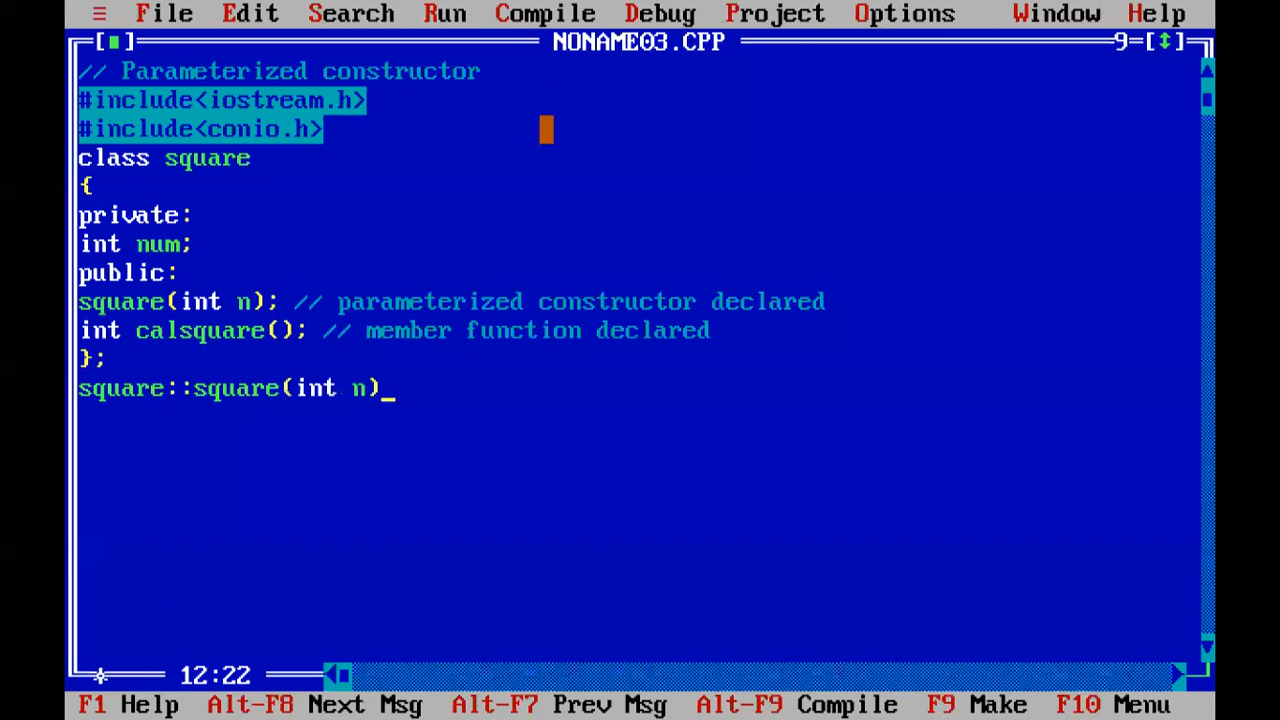 ≡ File Edit Search Run Compile Debug Project Options Window Help
[■] NONAME03.CPP 9=[↕]
// Parameterized constructor
#include<iostream.h>
#include<conio.h>
class square
{
private:
int num;
public:
square(int n); // parameterized constructor declared
int calsquare(); // member function declared
};
square::square(int n)_
12:22
F1 Help Alt-F8 Next Msg Alt-F7 Prev Msg Alt-F9 Compile F9 Make F10 Menu